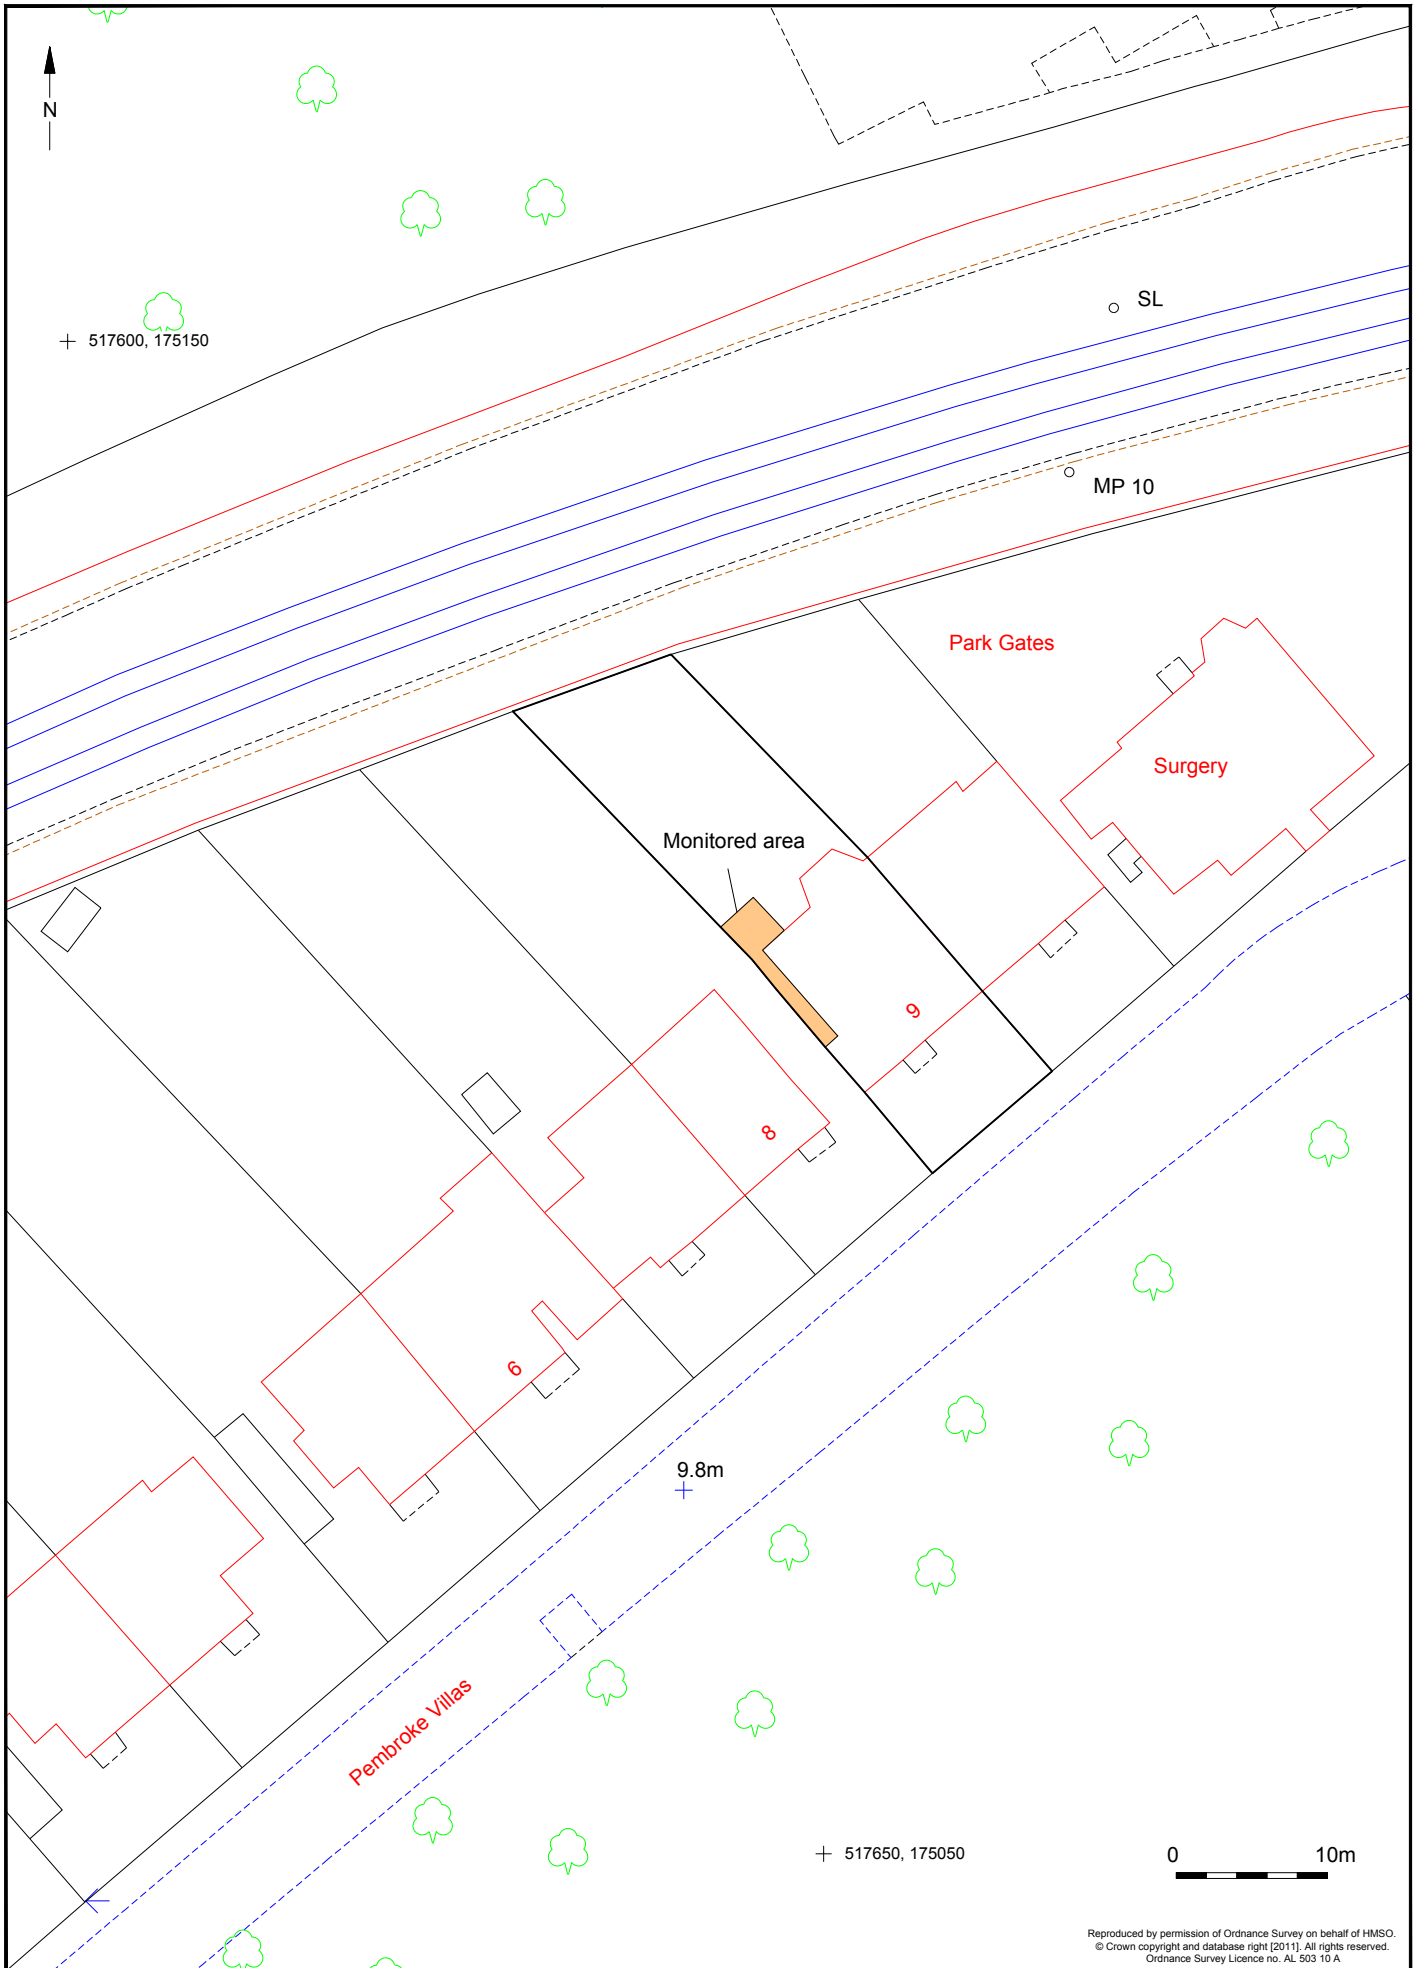 N
SL
517600, 175150
MP 10
Park Gates
Surgery
Monitored area
9
8
6
9.8m
Pembroke Villas
517650, 175050
0 10m
Reproduced by permission of Ordnance Survey on behalf of HMSO.
© Crown copyright and database right [2011]. All rights reserved.
Ordnance Survey Licence no. AL 503 10 A